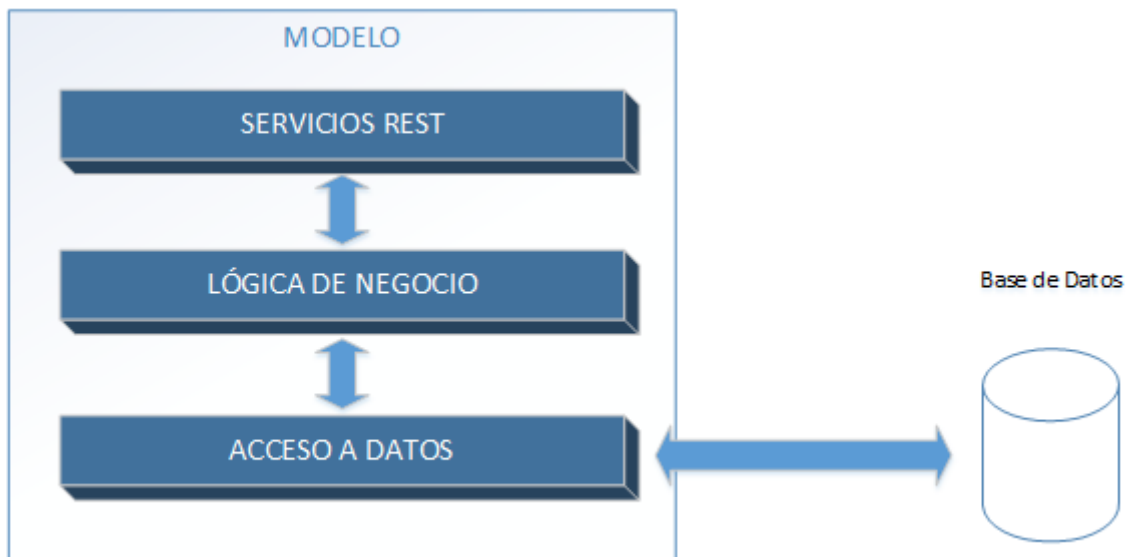 MODELO
SERVICIOS REST
LÓGICA DE NEGOCIO
Base de Datos
ACCESO A DATOS